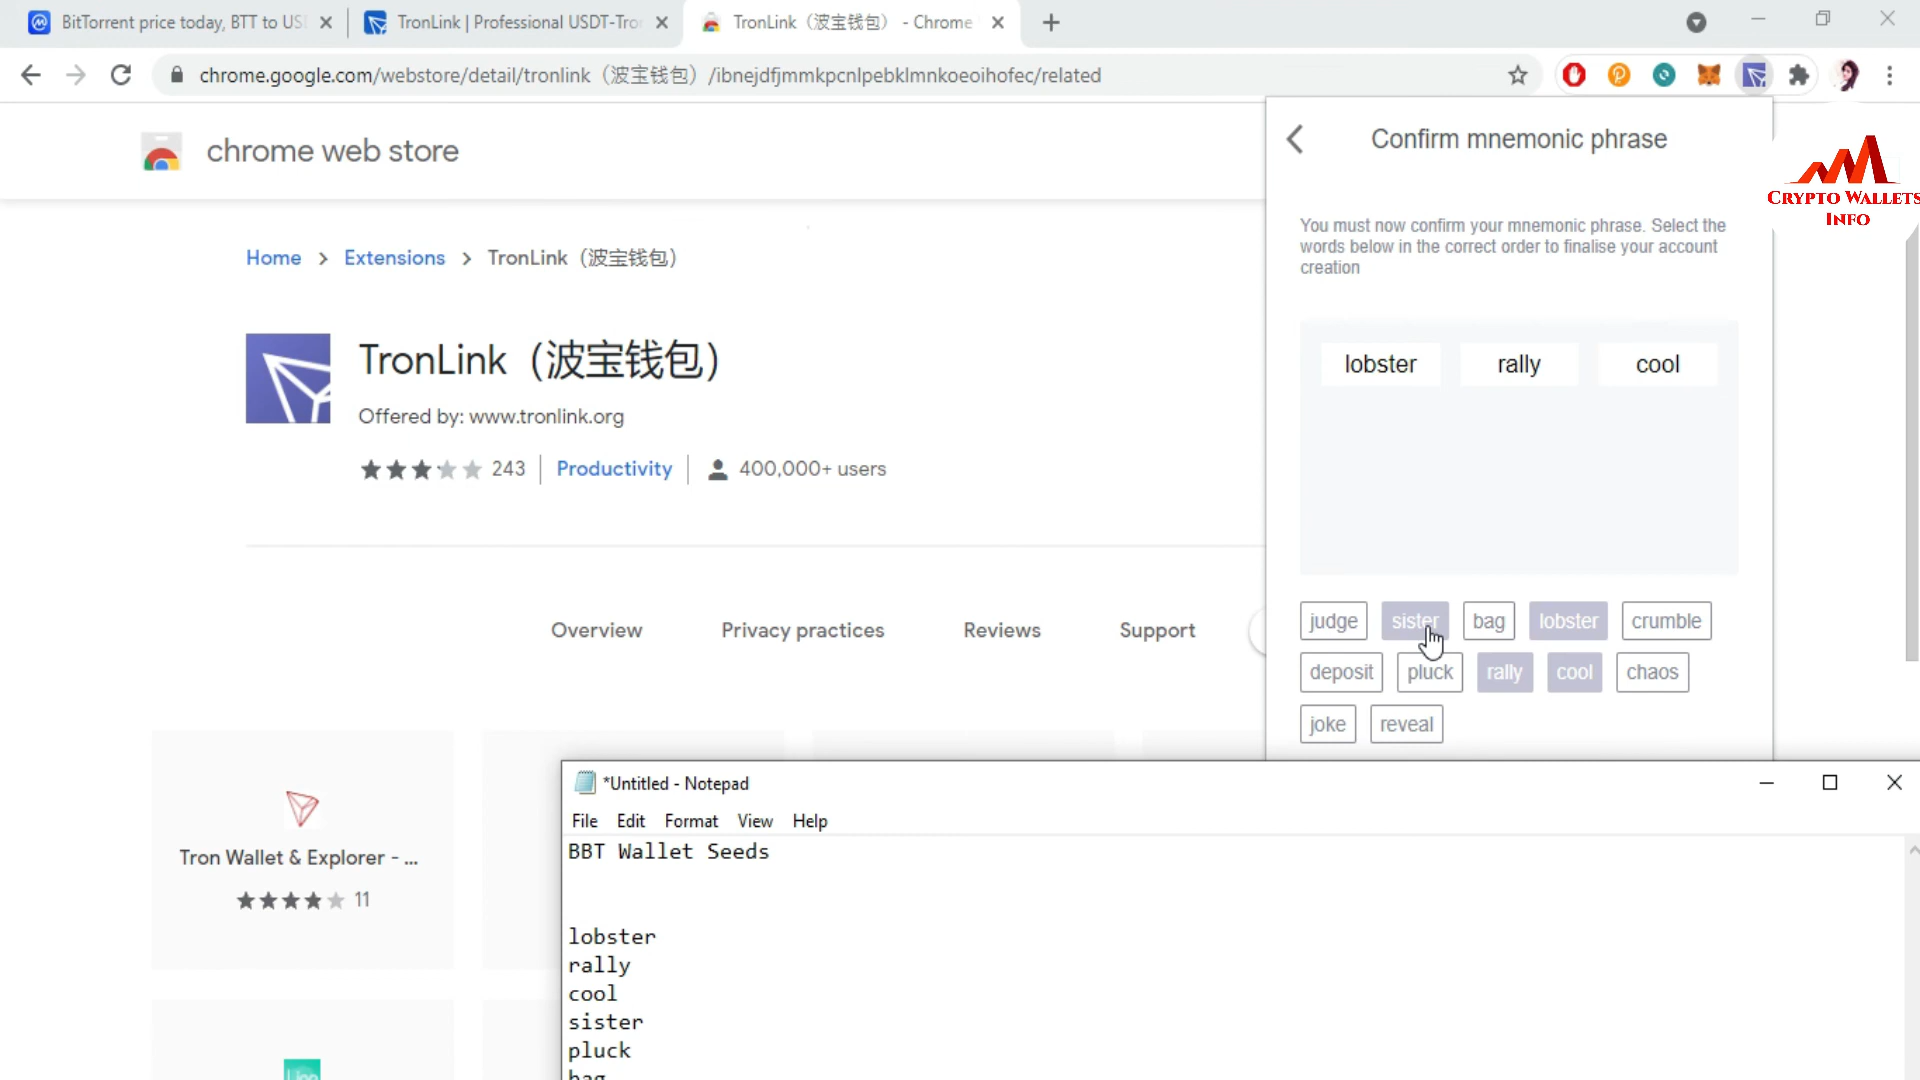 BitTorrent price today, BTT to US
TronLink | Professional USDT-Tro
TronLink（波宝钱包） - Chrome
chrome.google.com/webstore/detail/tronlink（波宝钱包）/ibnejdfjmmkpcnlpebklmnkoeoihofec/related
chrome web store
Home > Extensions > TronLink（波宝钱包）
TronLink（波宝钱包）
Offered by: www.tronlink.org
243 Productivity 400,000+ users
Overview Privacy practices Reviews Support
Tron Wallet & Explorer - ...
11
Confirm mnemonic phrase
CRYPTO WALLETS
INFO
You must now confirm your mnemonic phrase. Select the
words below in the correct order to finalise your account
creation
lobster rally cool
judge sister bag lobster crumble
deposit pluck rally cool chaos
joke reveal
*Untitled - Notepad
File Edit Format View Help
BBT Wallet Seeds
lobster
rally
cool
sister
pluck
bag